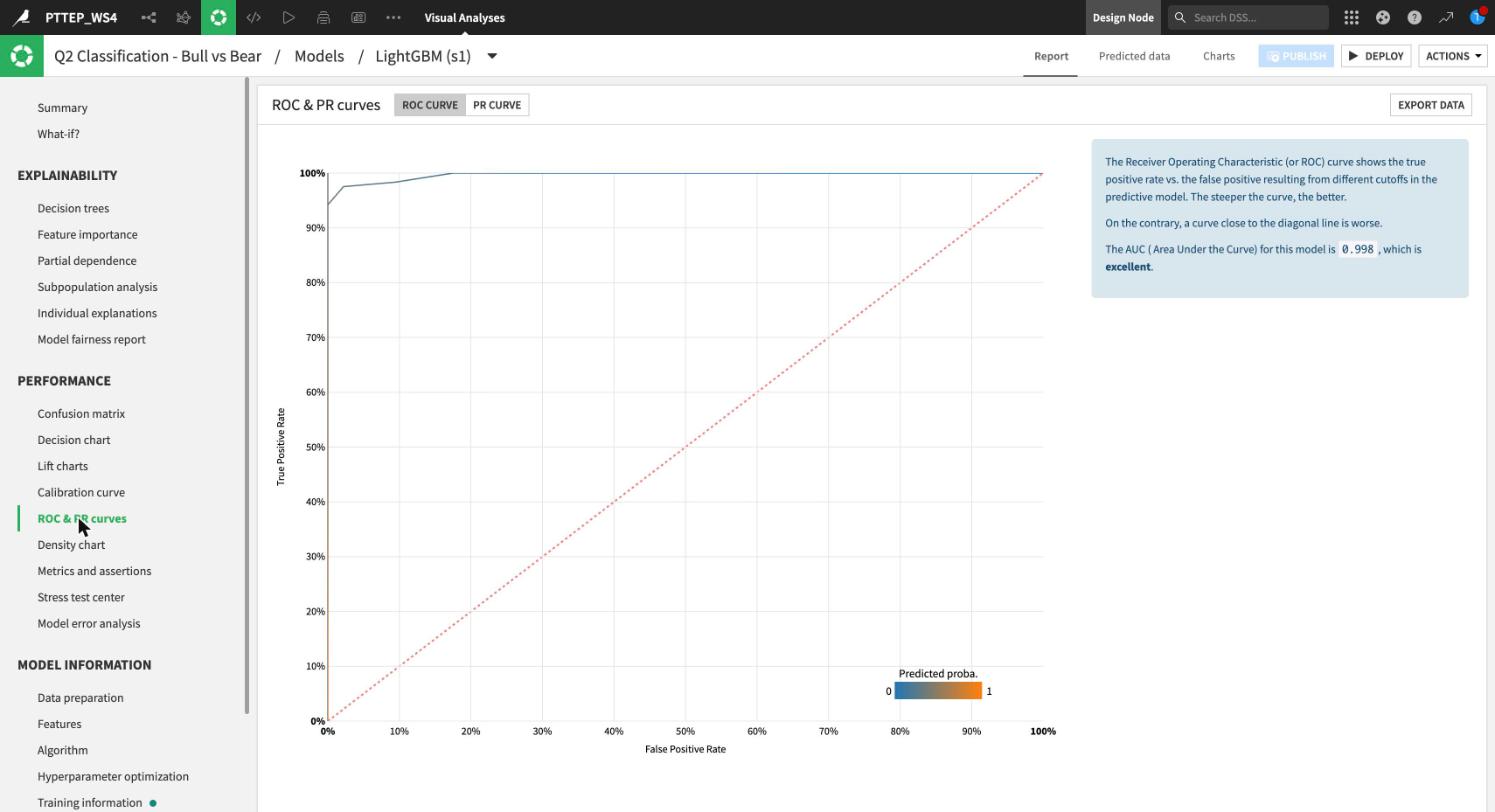 PTTEP_WS4
Visual Analyses
Design Node
Search DSS...
Q2 Classification - Bull vs Bear / Models / LightGBM (s1)
Report
Predicted data
Charts
PUBLISH
DEPLOY
ACTIONS
Summary
What-if?
EXPLAINABILITY
Decision trees
Feature importance
Partial dependence
Subpopulation analysis
Individual explanations
Model fairness report
PERFORMANCE
Confusion matrix
Decision chart
Lift charts
Calibration curve
ROC & PR curves
Density chart
Metrics and assertions
Stress test center
Model error analysis
MODEL INFORMATION
Data preparation
Features
Algorithm
Hyperparameter optimization
Training information
ROC & PR curves
ROC CURVE
PR CURVE
EXPORT DATA
100%
90%
80%
70%
60%
50%
40%
30%
20%
10%
0%
True Positive Rate
0% 10% 20% 30% 40% 50% 60% 70% 80% 90% 100%
False Positive Rate
Predicted proba.
0 1
The Receiver Operating Characteristic (or ROC) curve shows the true
positive rate vs. the false positive resulting from different cutoffs in the
predictive model. The steeper the curve, the better.
On the contrary, a curve close to the diagonal line is worse.
The AUC ( Area Under the Curve) for this model is 0.998 , which is
excellent.